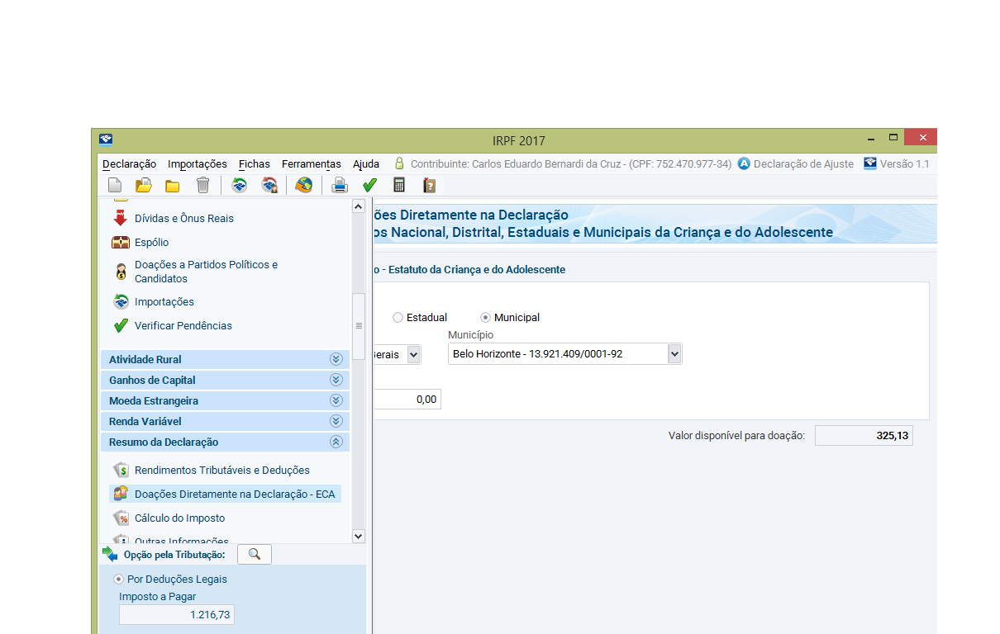 IRPF 2017
Declaração Importações Fichas Ferramentas Ajuda Contribuinte: Carlos Eduardo Bernardi da Cruz - (CPF: 752.470.977-34) A Declaração de Ajuste Versão 1.1
Dívidas e Ônus Reais
Espólio
Doações a Partidos Políticos e
Candidatos
Importações
Verificar Pendências
Atividade Rural
Ganhos de Capital
Moeda Estrangeira
Renda Variável
Resumo da Declaração
Rendimentos Tributáveis e Deduções
Doações Diretamente na Declaração - ECA
Cálculo do Imposto
Outras Informações
Opção pela Tributação:
Por Deduções Legais
Imposto a Pagar
1.216,73
ões Diretamente na Declaração
os Nacional, Distrital, Estaduais e Municipais da Criança e do Adolescente
o - Estatuto da Criança e do Adolescente
Estadual Municipal
Município
erais Belo Horizonte - 13.921.409/0001-92
0,00
Valor disponível para doação: 325,13